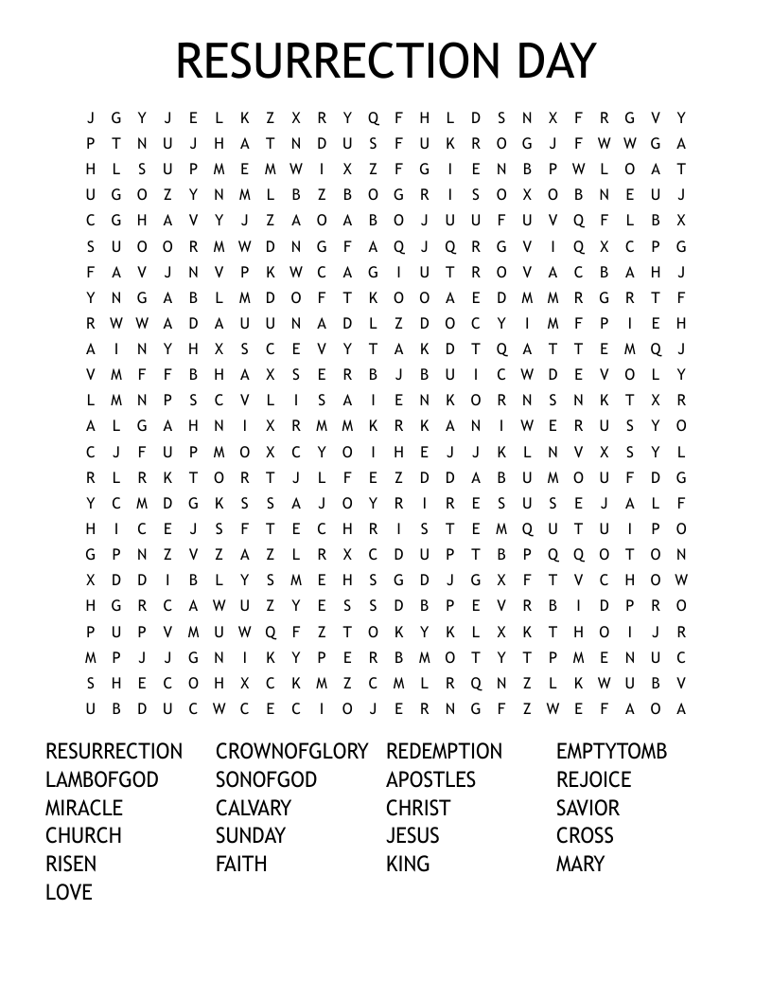 RESURRECTION DAY
J G Y J E L K Z X R Y Q F H L D S N X F R G V Y
P T N U J H A T N D U S F U K R O G J F W W G A
H L S U P M E M W I X Z F G I E N B P W L O A T
U G O Z Y N M L B Z B O G R I S O X O B N E U J
C G H A V Y J Z A O A B O J U U F U V Q F L B X
S U O O R M W D N G F A Q J Q R G V I Q X C P G
F A V J N V P K W C A G I U T R O V A C B A H J
Y N G A B L M D O F T K O O A E D M M R G R T F
R W W A D A U U N A D L Z D O C Y I M F P I E H
A I N Y H X S C E V Y T A K D T Q A T T E M Q J
V M F F B H A X S E R B J B U I C W D E V O L Y
L M N P S C V L I S A I E N K O R N S N K T X R
A L G A H N I X R M M K R K A N I W E R U S Y O
C J F U P M O X C Y O I H E J J K L N V X S Y L
R L R K T O R T J L F E Z D D A B U M O U F D G
Y C M D G K S S A J O Y R I R E S U S E J A L F
H I C E J S F T E C H R I S T E M Q U T U I P O
G P N Z V Z A Z L R X C D U P T B P Q Q O T O N
X D D I B L Y S M E H S G D J G X F T V C H O W
H G R C A W U Z Y E S S D B P E V R B I D P R O
P U P V M U W Q F Z T O K Y K L X K T H O I J R
M P J J G N I K Y P E R B M O T Y T P M E N U C
S H E C O H X C K M Z C M L R Q N Z L K W U B V
U B D U C W C E C I O J E R N G F Z W E F A O A
RESURRECTION CROWNOFGLORY REDEMPTION EMPTYTOMB
LAMBOFGOD SONOFGOD APOSTLES REJOICE
MIRACLE CALVARY CHRIST SAVIOR
CHURCH SUNDAY JESUS CROSS
RISEN FAITH KING MARY
LOVE